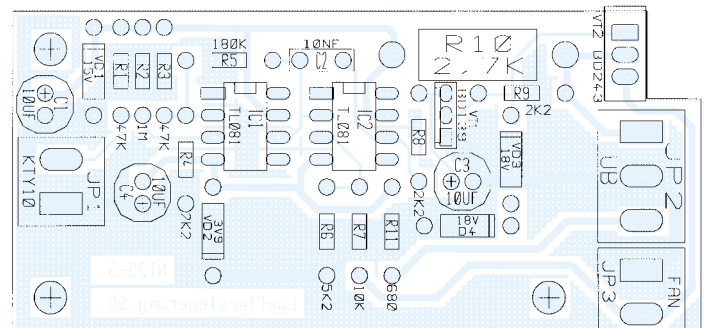 180K
R5
10NF
C2
R10
2.7K
VT2
BD243
VD1
15V
R1
R2
R3
C1
10UF
TL081
IC1
TL081
IC2
BD139
VT1
R9
2K2
47K
1M
47K
R4
R8
C3
10UF
VD3
18V
JP2
UB
KTY10
JP1
C4
10UF
2K2
3V9
VD2
2K2
18V
D4
R6
R7
R11
5K2
10K
680
NT25-5
Lueftersteuerung SO
JP3
FAN